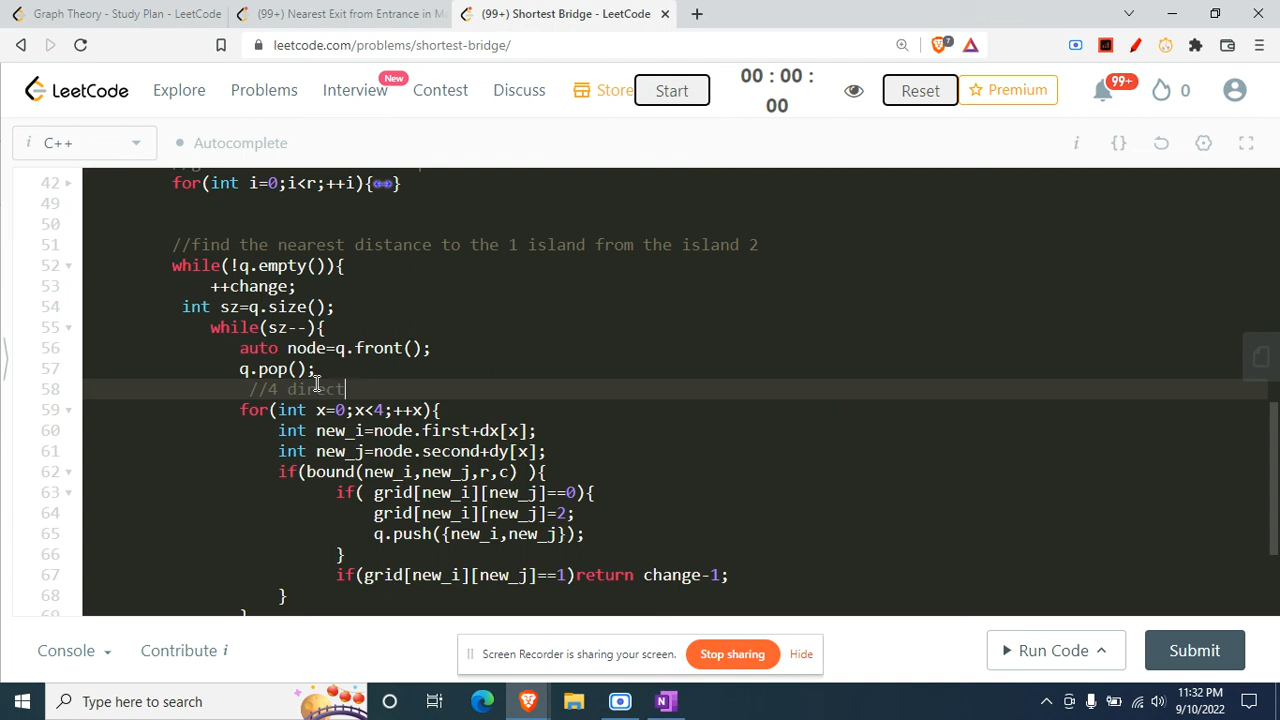 Graph Theory - Study Plan - LeetCode
(99+) Nearest Exit from Entrance in M
(99+) Shortest Bridge - LeetCode
leetcode.com/problems/shortest-bridge/
7
LeetCode Explore Problems Interview New Contest Discuss Store Start 00 : 00 : 00 Reset Premium 99+ 0
i C++ Autocomplete i {}
42 for(int i=0;i<r;++i){}
49
50
51 //find the nearest distance to the 1 island from the island 2
52 while(!q.empty()){
53 ++change;
54 int sz=q.size();
55 while(sz--){
56 auto node=q.front();
57 q.pop();
58 //4 direct
59 for(int x=0;x<4;++x){
60 int new_i=node.first+dx[x];
61 int new_j=node.second+dy[x];
62 if(bound(new_i,new_j,r,c) ){
63 if( grid[new_i][new_j]==0){
64 grid[new_i][new_j]=2;
65 q.push({new_i,new_j});
66 }
67 if(grid[new_i][new_j]==1)return change-1;
68 }
69 }
Console Contribute i
Screen Recorder is sharing your screen. Stop sharing Hide
Run Code Submit
Type here to search
11:32 PM
9/10/2022